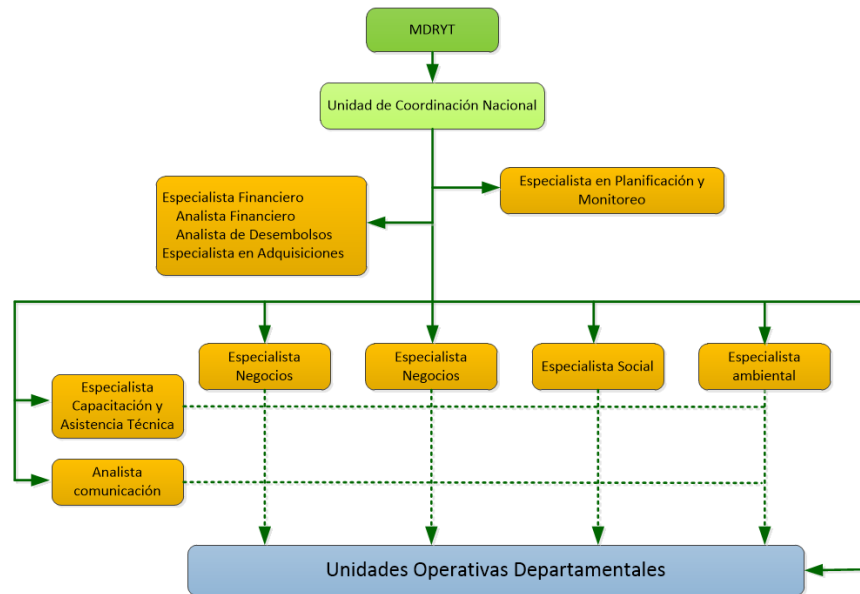 MDRYT
Unidad de Coordinación Nacional
Especialista Financiero
Analista Financiero
Analista de Desembolsos
Especialista en Adquisiciones
Especialista en Planificación y
Monitoreo
Especialista
Negocios
Especialista
Negocios
Especialista Social
Especialista
ambiental
Especialista
Capacitación y
Asistencia Técnica
Analista
comunicación
Unidades Operativas Departamentales